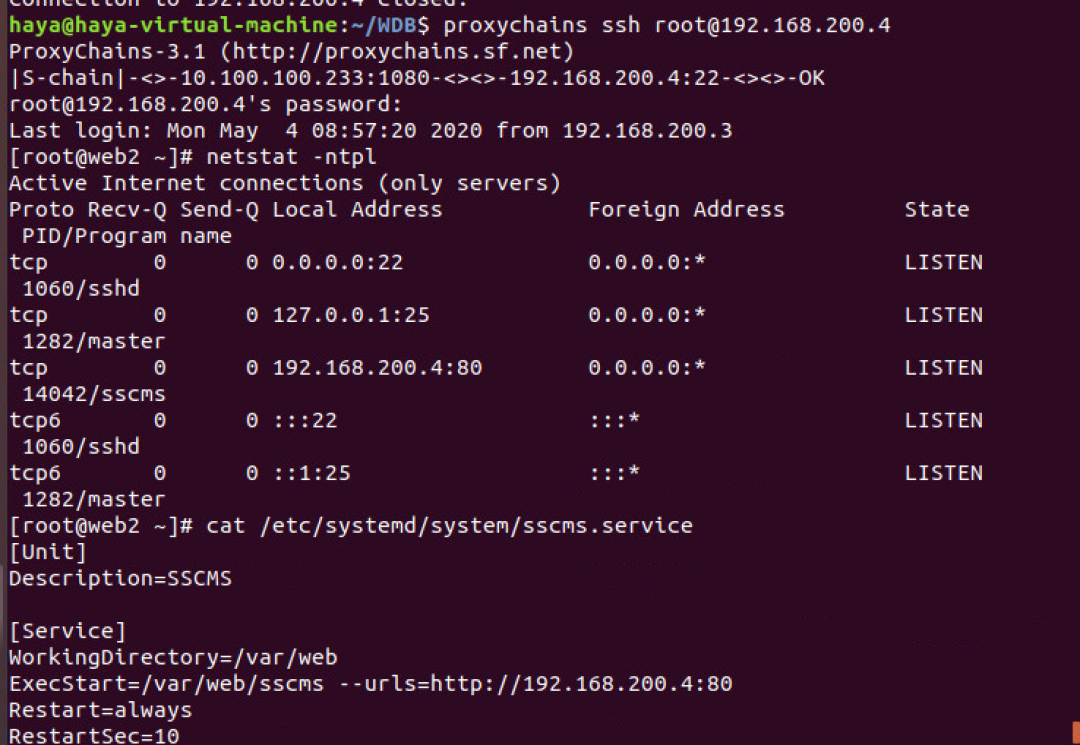 Connection to 192.168.200.4 closed.
haya@haya-virtual-machine:~/WDB$ proxychains ssh root@192.168.200.4
ProxyChains-3.1 (http://proxychains.sf.net)
|S-chain|-<>-10.100.100.233:1080-<><>-192.168.200.4:22-<><>-OK
root@192.168.200.4's password:
Last login: Mon May  4 08:57:20 2020 from 192.168.200.3
[root@web2 ~]# netstat -ntpl
Active Internet connections (only servers)
Proto Recv-Q Send-Q Local Address           Foreign Address         State
 PID/Program name
tcp        0      0 0.0.0.0:22              0.0.0.0:*               LISTEN
 1060/sshd
tcp        0      0 127.0.0.1:25            0.0.0.0:*               LISTEN
 1282/master
tcp        0      0 192.168.200.4:80        0.0.0.0:*               LISTEN
 14042/sscms
tcp6       0      0 :::22                   :::*                    LISTEN
 1060/sshd
tcp6       0      0 ::1:25                  :::*                    LISTEN
 1282/master
[root@web2 ~]# cat /etc/systemd/system/sscms.service
[Unit]
Description=SSCMS

[Service]
WorkingDirectory=/var/web
ExecStart=/var/web/sscms --urls=http://192.168.200.4:80
Restart=always
RestartSec=10